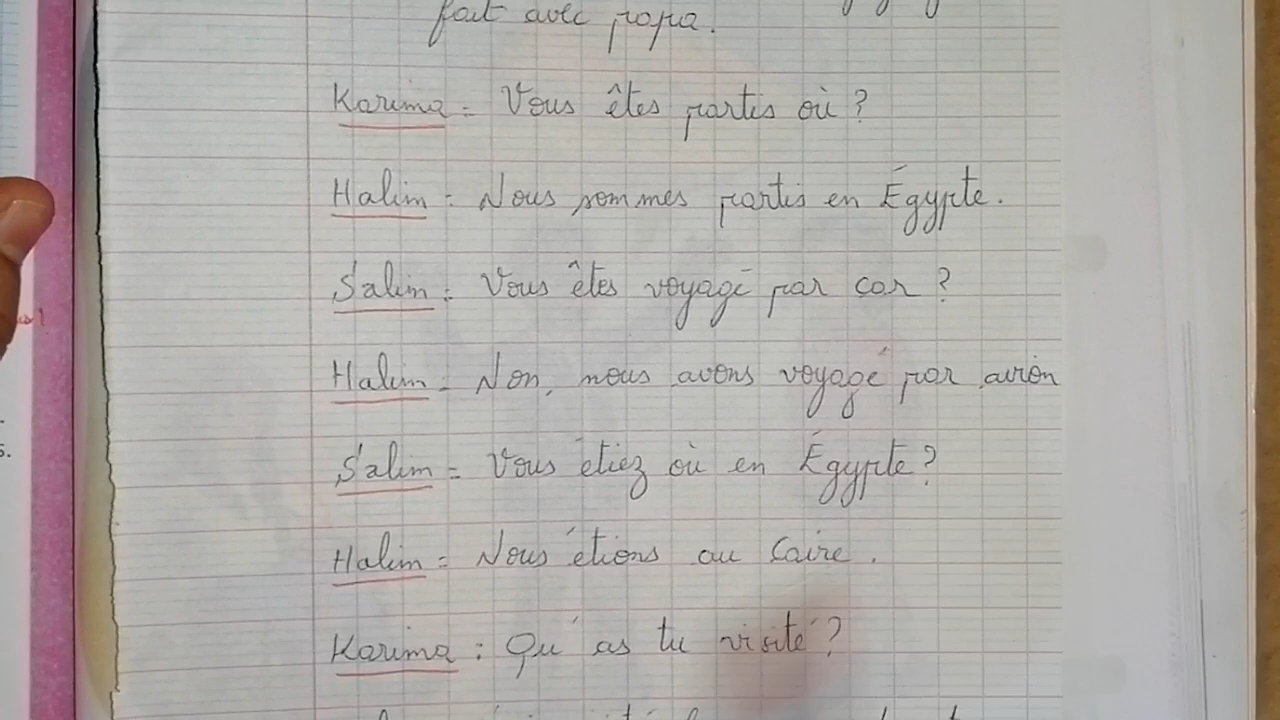 fait avec papa.
Karima = Vous êtes partis où ?
Halim = Nous sommes partis en Égypte.
Salim = Vous êtes voyagé par car ?
Halim = Non, nous avons voyagé par avion
Salim = Vous étiez où en Égypte ?
Halim = Nous étions au Caire.
Karima : Qu'as tu visité ?